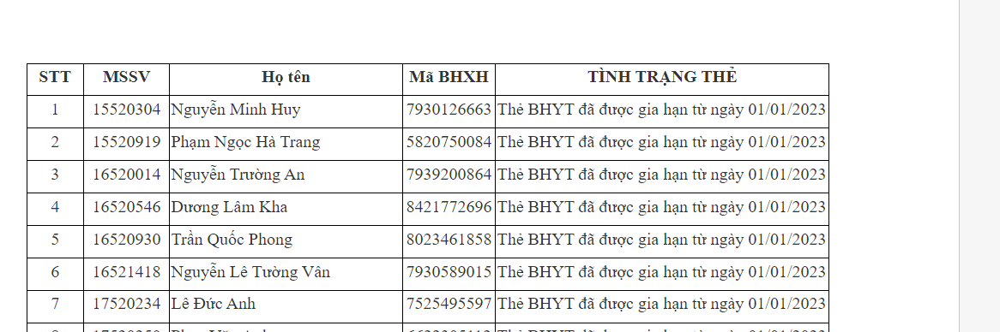 STT MSSV Họ tên Mã BHXH TÌNH TRẠNG THẺ
1 15520304 Nguyễn Minh Huy 7930126663 Thẻ BHYT đã được gia hạn từ ngày 01/01/2023
2 15520919 Phạm Ngọc Hà Trang 5820750084 Thẻ BHYT đã được gia hạn từ ngày 01/01/2023
3 16520014 Nguyễn Trường An 7939200864 Thẻ BHYT đã được gia hạn từ ngày 01/01/2023
4 16520546 Dương Lâm Kha 8421772696 Thẻ BHYT đã được gia hạn từ ngày 01/01/2023
5 16520930 Trần Quốc Phong 8023461858 Thẻ BHYT đã được gia hạn từ ngày 01/01/2023
6 16521418 Nguyễn Lê Tường Vân 7930589015 Thẻ BHYT đã được gia hạn từ ngày 01/01/2023
7 17520234 Lê Đức Anh 7525495597 Thẻ BHYT đã được gia hạn từ ngày 01/01/2023